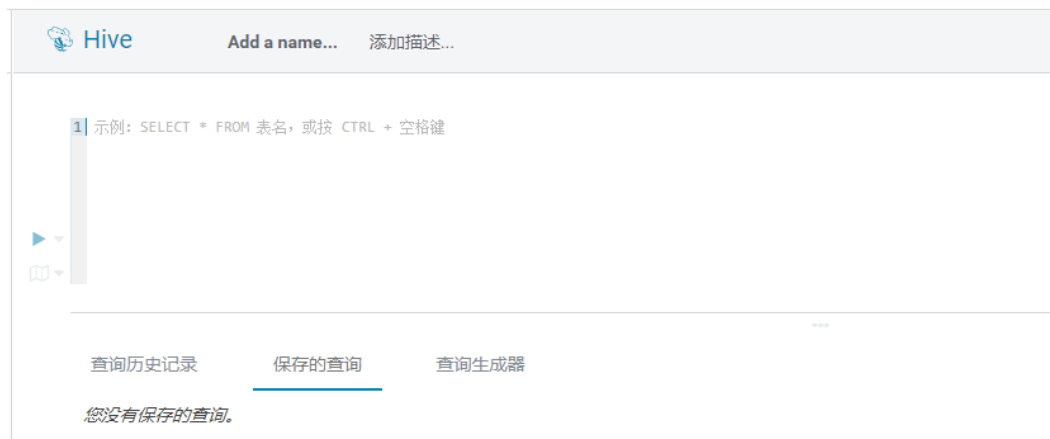 Hive Add a name... 添加描述...
1 示例: SELECT * FROM 表名，或按 CTRL + 空格键
查询历史记录 保存的查询 查询生成器
您没有保存的查询。